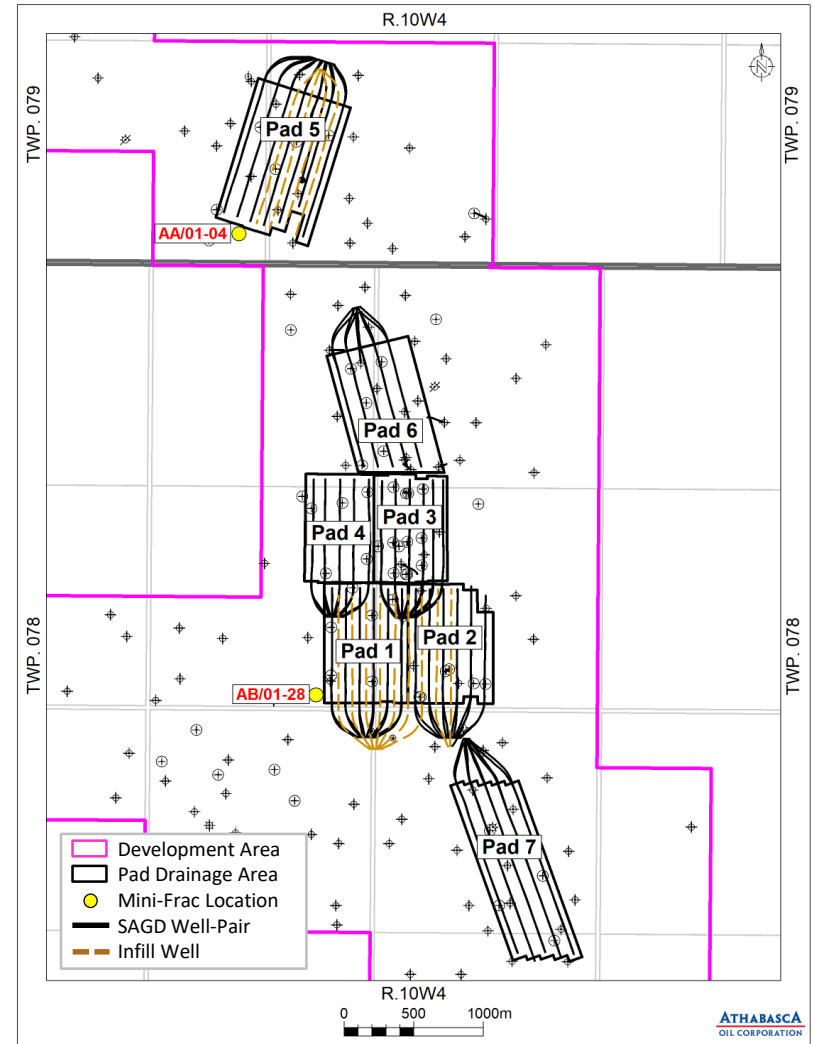 R.10W4
N
TWP. 079
TWP. 079
Pad 5
AA/01-04
Pad 6
Pad 4
Pad 3
TWP. 078
TWP. 078
Pad 1
Pad 2
AB/01-28
Pad 7
Development Area
Pad Drainage Area
Mini-Frac Location
SAGD Well-Pair
Infill Well
R.10W4
0 500 1000m
ATHABASCA
OIL CORPORATION